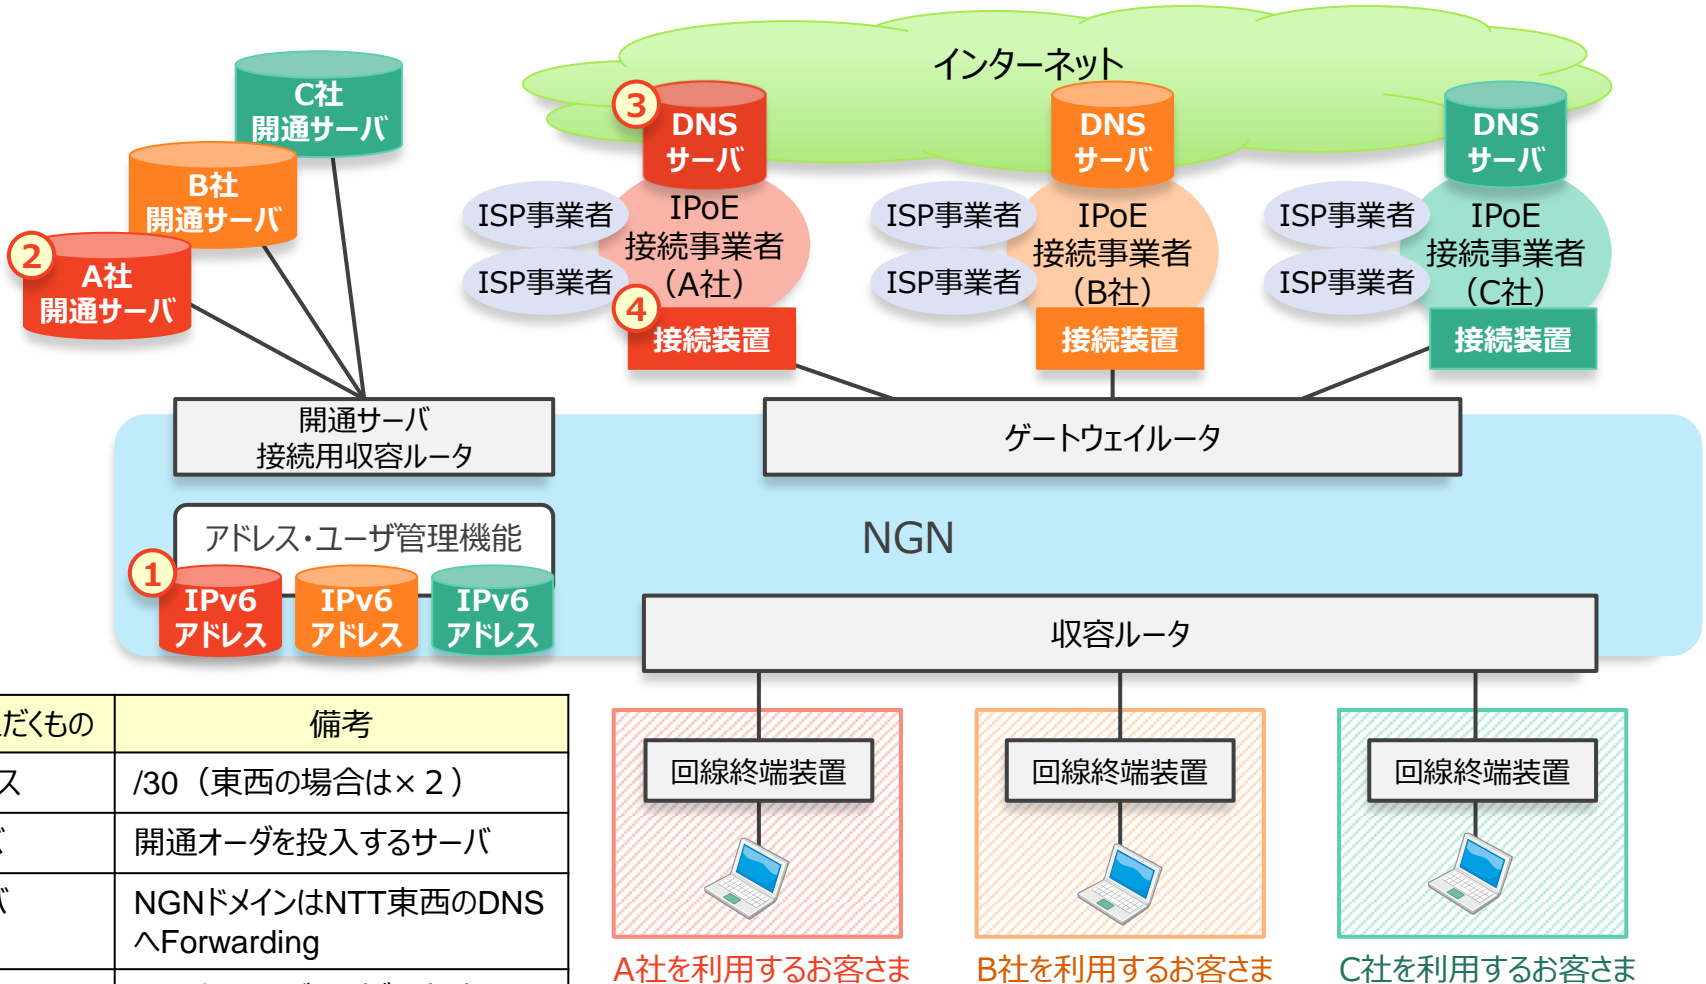 インターネット
C社
開通サーバ
B社
開通サーバ
2
A社
開通サーバ
3
DNS
サーバ
DNS
サーバ
DNS
サーバ
ISP事業者
ISP事業者
IPoE
接続事業者
（A社）
4
接続装置
ISP事業者
ISP事業者
IPoE
接続事業者
（B社）
接続装置
ISP事業者
ISP事業者
IPoE
接続事業者
（C社）
接続装置
開通サーバ
接続用収容ルータ
ゲートウェイルータ
アドレス・ユーザ管理機能
NGN
1
IPv6
アドレス
IPv6
アドレス
IPv6
アドレス
収容ルータ
だくもの
備考
ス
/30（東西の場合は×２）
バ
開通オーダを投入するサーバ
バ
NGNドメインはNTT東西のDNS
へForwarding
回線終端装置
回線終端装置
回線終端装置
A社を利用するお客さま
B社を利用するお客さま
C社を利用するお客さま